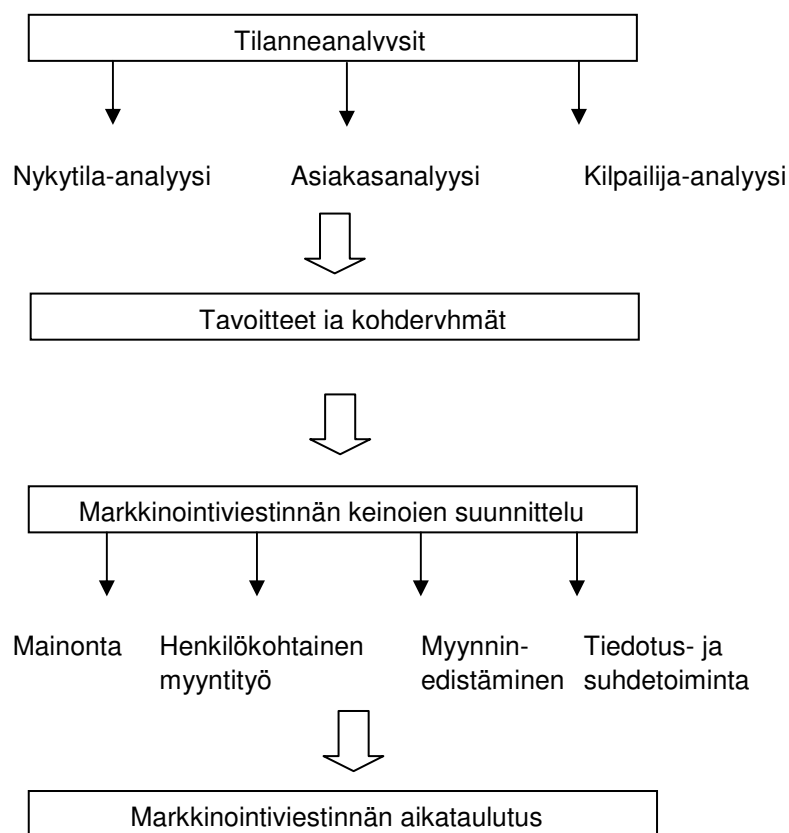 Tilanneanalyysit
Nykytila-analyysi Asiakasanalyysi Kilpailija-analyysi
Tavoitteet ja kohderyhmät
Markkinointiviestinnän keinojen suunnittelu
Mainonta Henkilökohtainen myyntityö Myynnin- edistäminen Tiedotus- ja suhdetoiminta
Markkinointiviestinnän aikataulutus